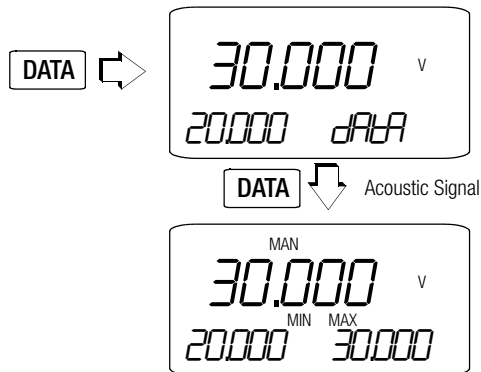 DATA
30.000 V
20.000 dAtA
DATA Acoustic Signal
MAN
30.000 V
MIN MAX
20.000 30.000